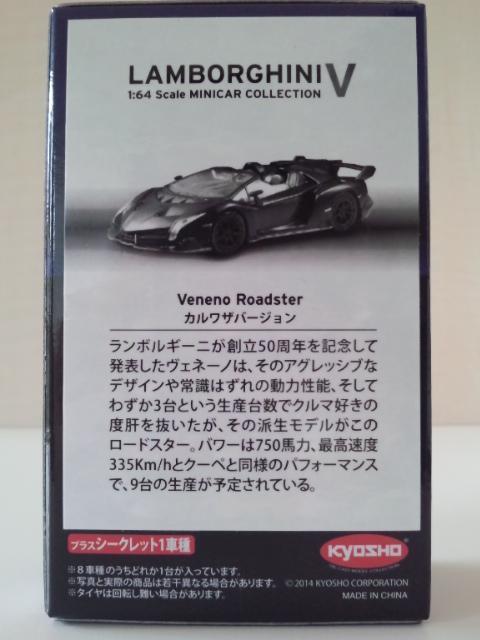 LAMBORGHINI V
1:64 Scale MINICAR COLLECTION
Veneno Roadster
カルワザバージョン
ランボルギーニが創立50周年を記念して
発表したヴェネーノは、そのアグレッシブな
デザインや常識はずれの動力性能、そして
わずか3台という生産台数でクルマ好きの
度肝を抜いたが、その派生モデルがこの
ロードスター。パワーは750馬力、最高速度
335Km/hとクーペと同様のパフォーマンス
で、9台の生産が予定されている。
プラスシークレット1車種
KYOSHO
DIE-CAST MODEL COLLECTION
※8車種のうちどれか1台が入っています。
※写真と実際の商品は若干異なる場合があります。
© 2014 KYOSHO CORPORATION
※タイヤは回転し難い場合があります。
MADE IN CHINA